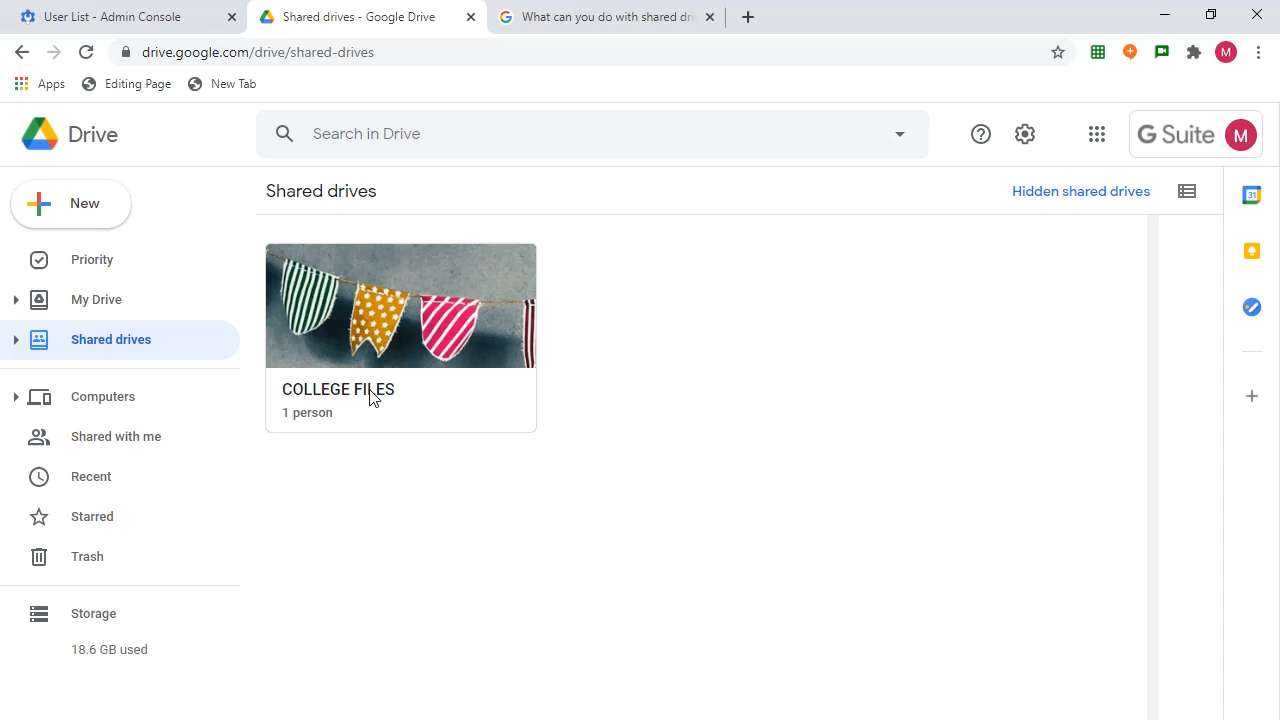 User List - Admin Console
Shared drives - Google Drive
What can you do with shared dri
drive.google.com/drive/shared-drives
M
Apps
Editing Page
New Tab
Drive
Search in Drive
G Suite
M
New
Shared drives
Hidden shared drives
31
Priority
My Drive
Shared drives
COLLEGE FILES
1 person
Computers
Shared with me
Recent
Starred
Trash
Storage
18.6 GB used